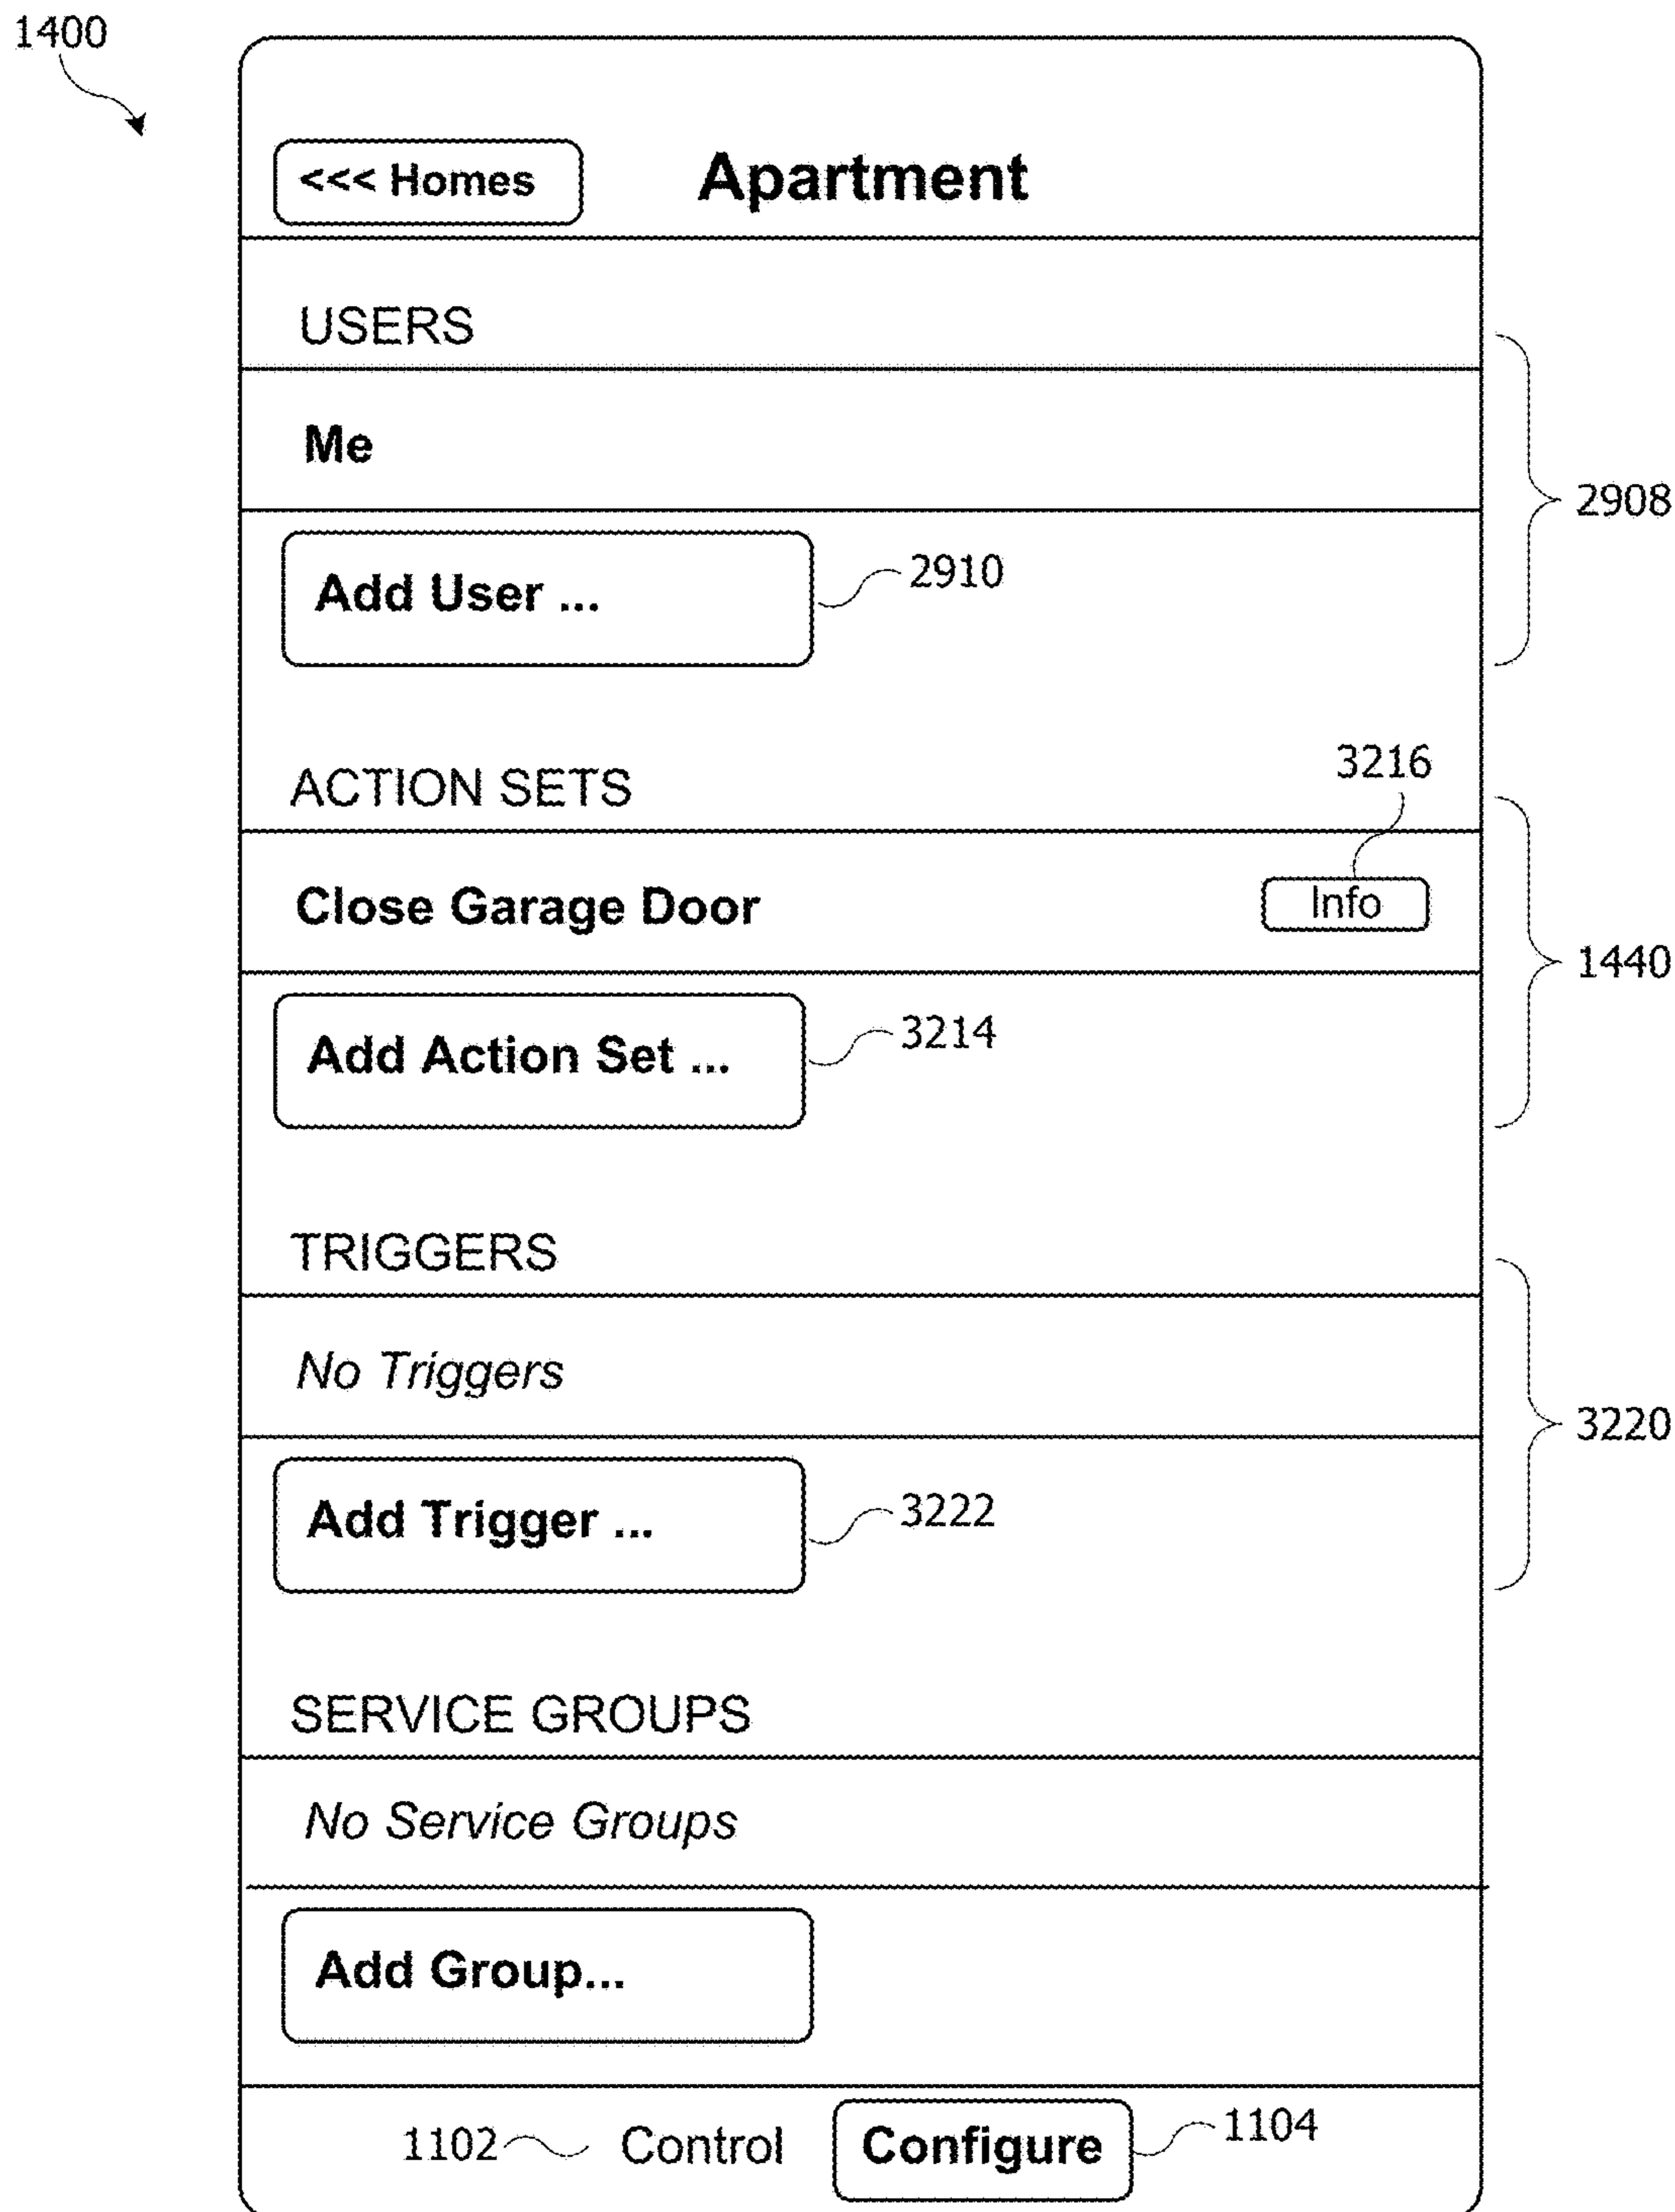 1400
<<< Homes Apartment
USERS
Me
2908
Add User ... 2910
3216
ACTION SETS
Close Garage Door Info
1440
Add Action Set ... 3214
TRIGGERS
No Triggers
3220
Add Trigger ... 3222
SERVICE GROUPS
No Service Groups
Add Group...
1102 Control Configure 1104